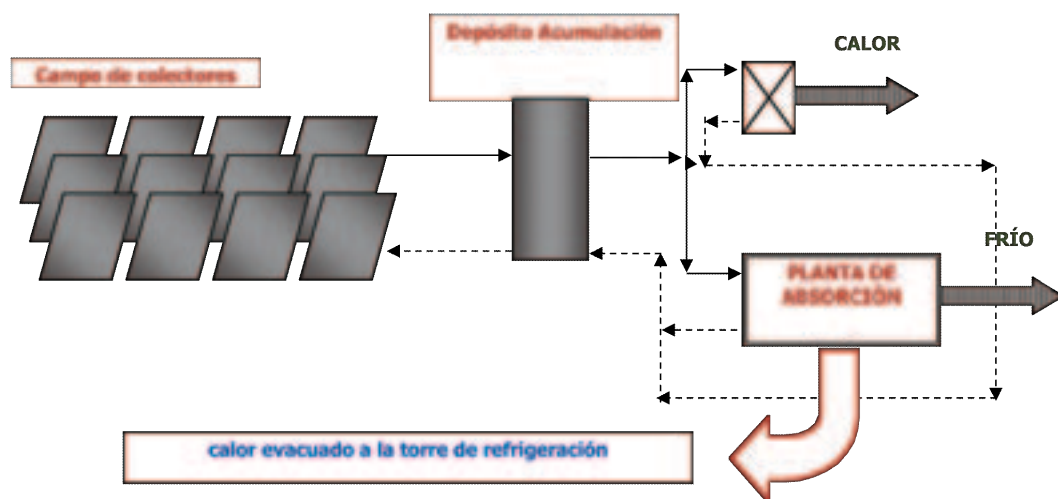 Depósito Acumulación
CALOR
Campo de colectores
FRÍO
PLANTA DE
ABSORCIÓN
calor evacuado a la torre de refrigeración